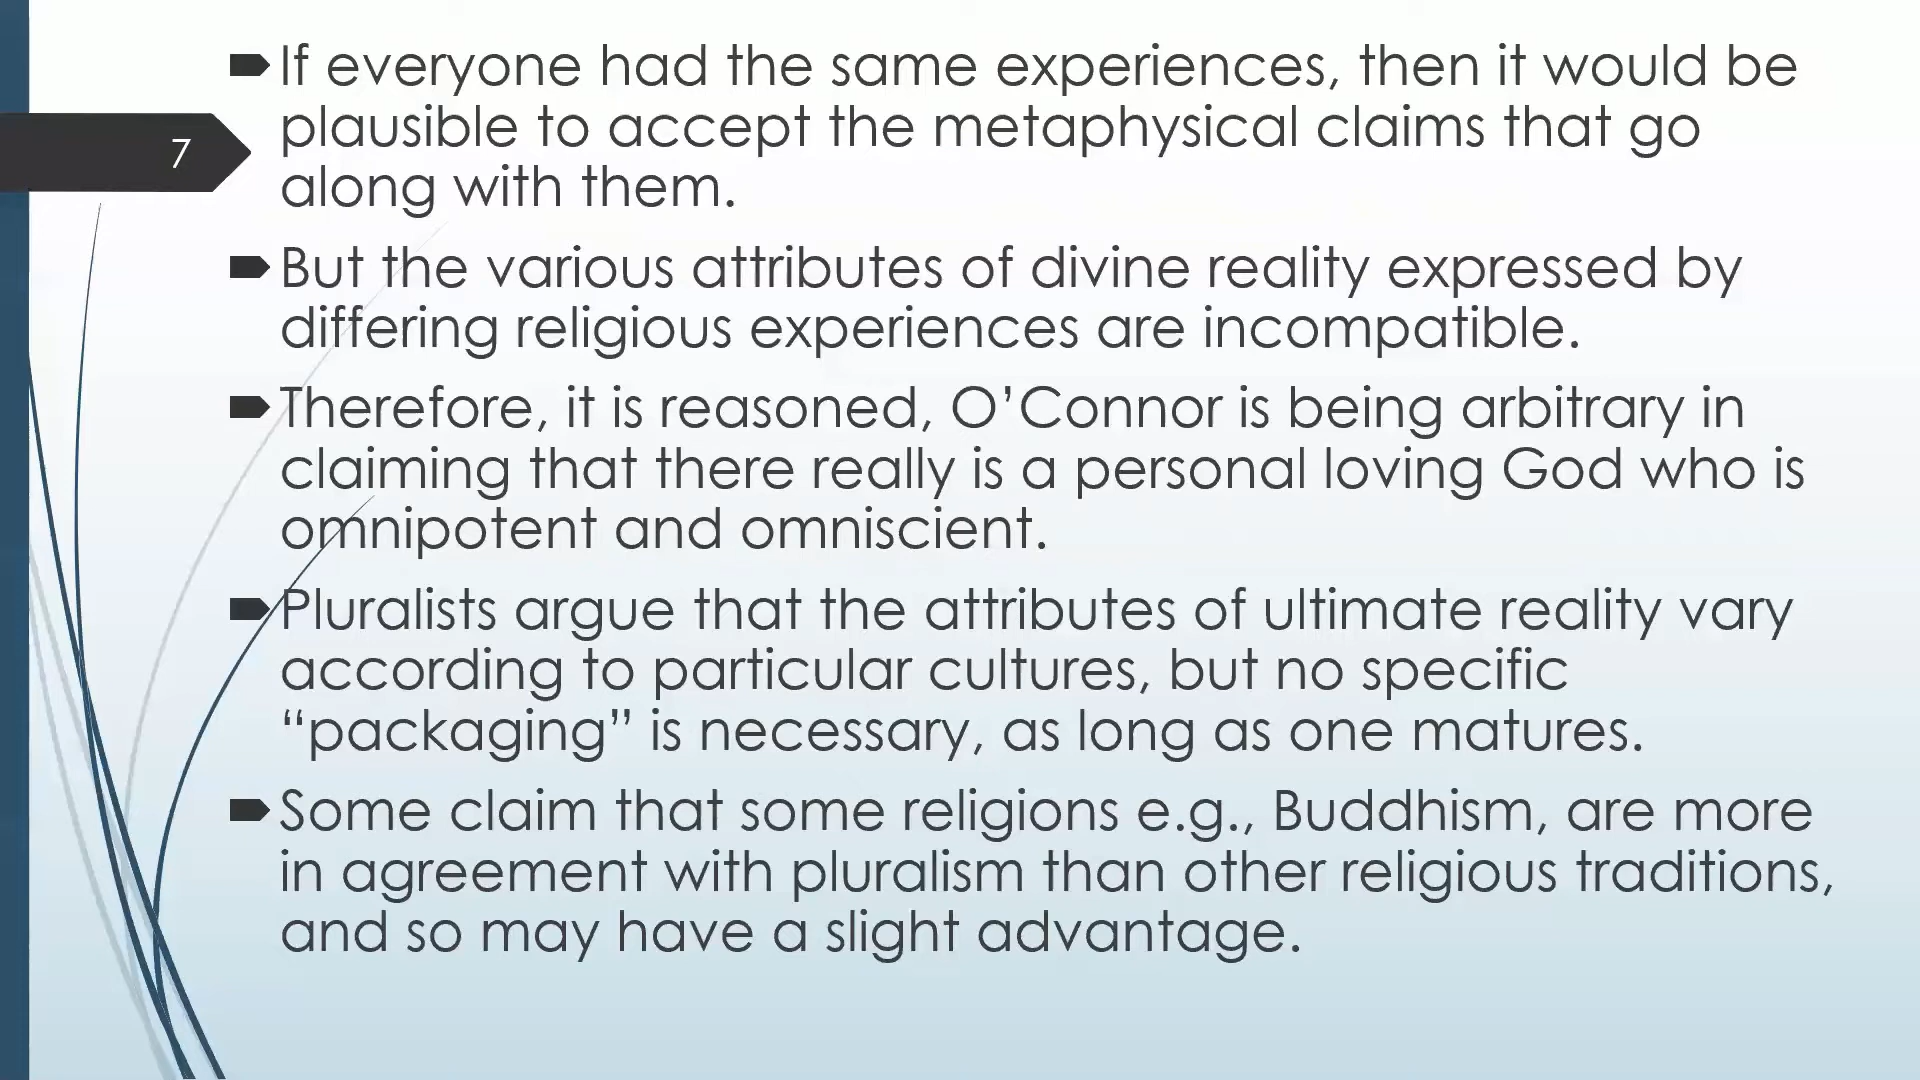 If everyone had the same experiences, then it would be
plausible to accept the metaphysical claims that go
7
along with them.
But the various attributes of divine reality expressed by
differing religious experiences are incompatible.
Therefore, it is reasoned, O’Connor is being arbitrary in
claiming that there really is a personal loving God who is
omnipotent and omniscient.
Pluralists argue that the attributes of ultimate reality vary
according to particular cultures, but no specific
“packaging” is necessary, as long as one matures.
Some claim that some religions e.g., Buddhism, are more
in agreement with pluralism than other religious traditions,
and so may have a slight advantage.